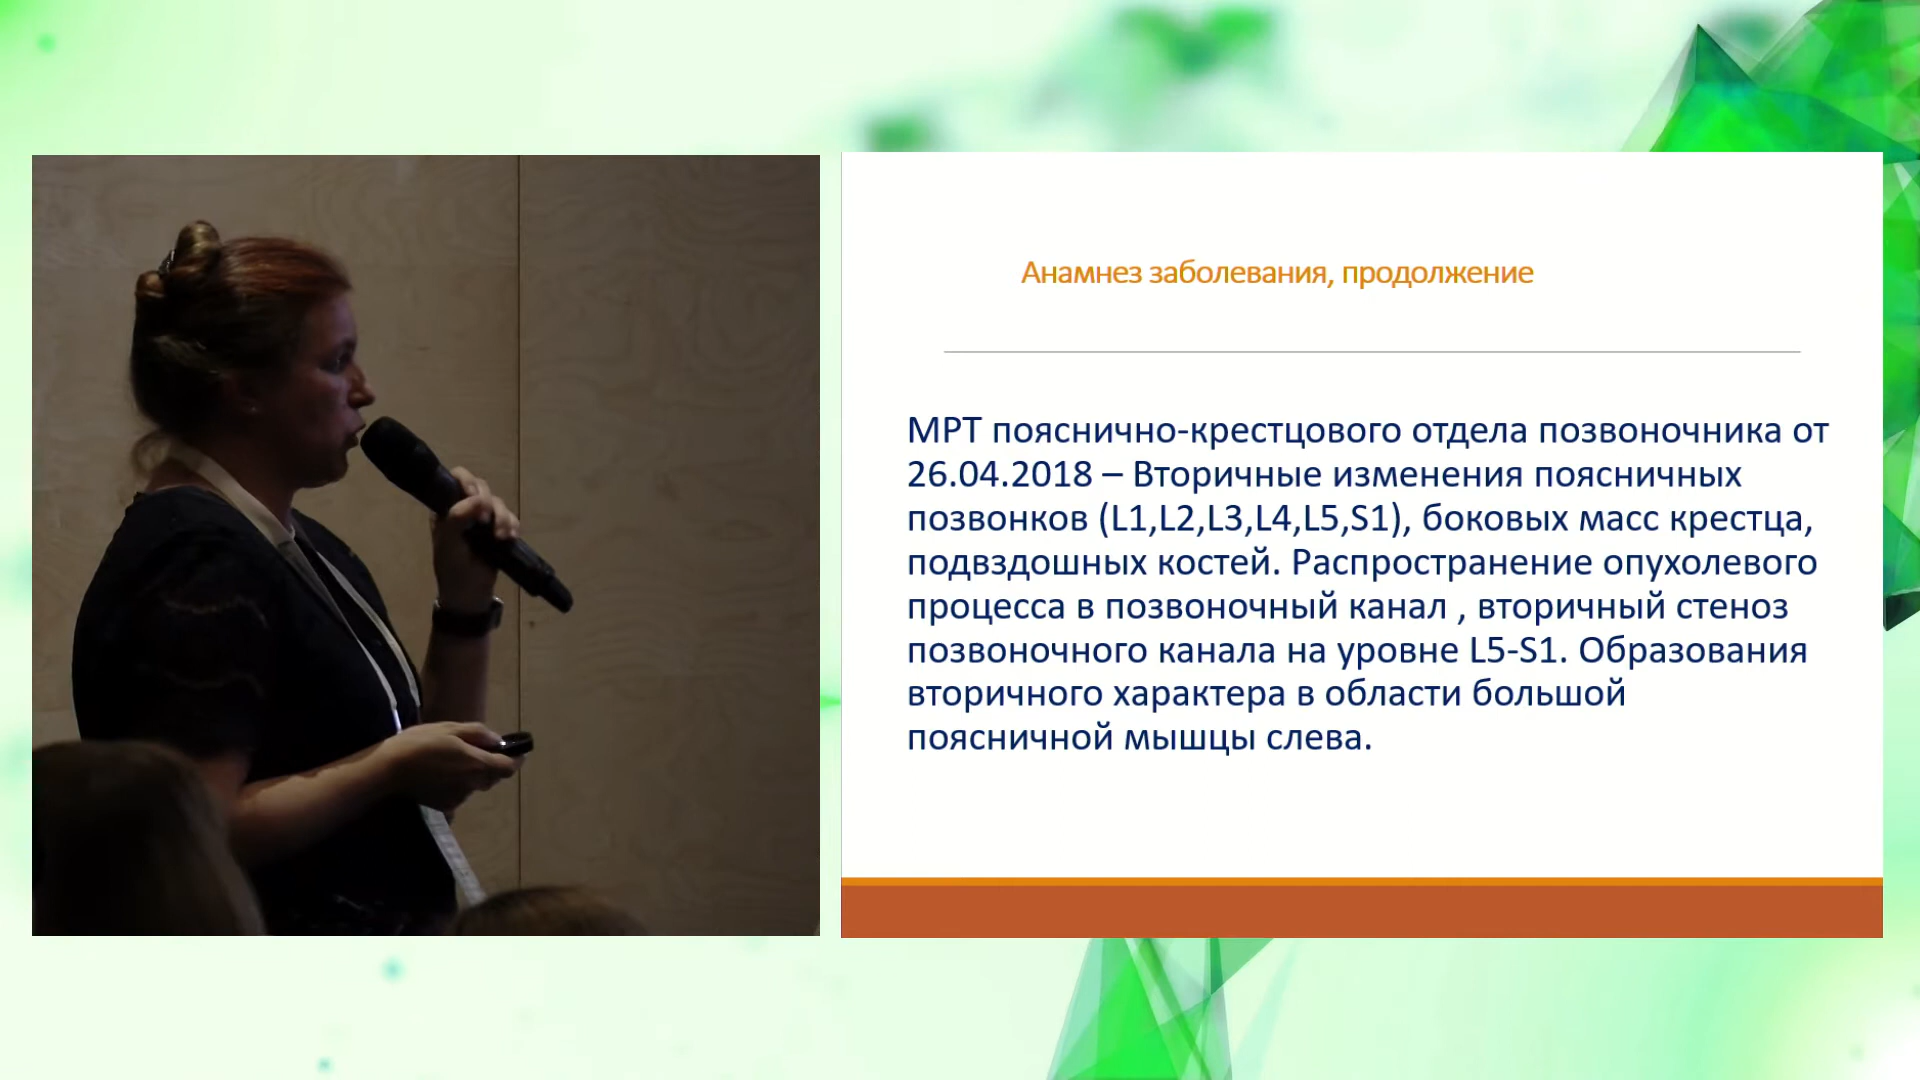 Анамнез заболевания, продолжение
МРТ пояснично-крестцового отдела позвоночника от
26.04.2018 – Вторичные изменения поясничных
позвонков (L1,L2,L3,L4,L5,S1), боковых масс крестца,
подвздошных костей. Распространение опухолевого
процесса в позвоночный канал , вторичный стеноз
позвоночного канала на уровне L5-S1. Образования
вторичного характера в области большой
поясничной мышцы слева.